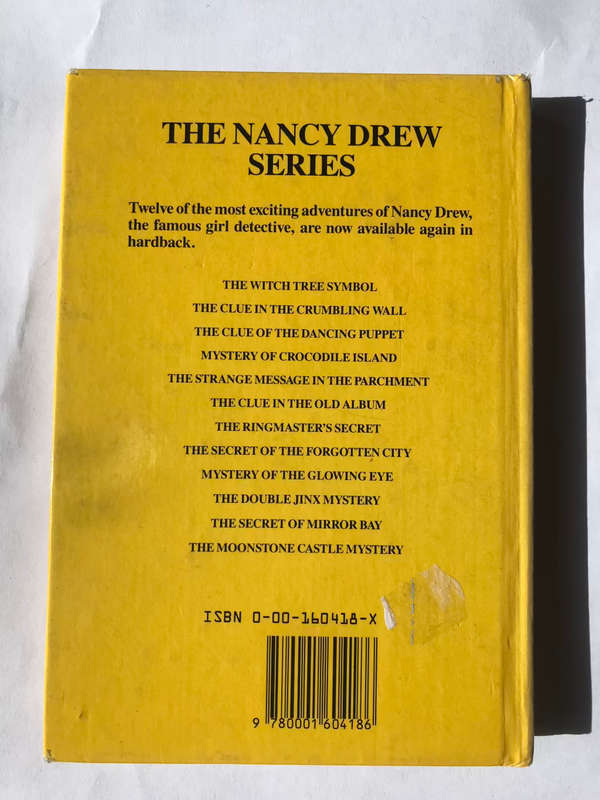 THE NANCY DREW
SERIES
Twelve of the most exciting adventures of Nancy Drew,
the famous girl detective, are now available again in
hardback.
THE WITCH TREE SYMBOL
THE CLUE IN THE CRUMBLING WALL
THE CLUE OF THE DANCING PUPPET
MYSTERY OF CROCODILE ISLAND
THE STRANGE MESSAGE IN THE PARCHMENT
THE CLUE IN THE OLD ALBUM
THE RINGMASTER'S SECRET
THE SECRET OF THE FORGOTTEN CITY
MYSTERY OF THE GLOWING EYE
THE DOUBLE JINX MYSTERY
THE SECRET OF MIRROR BAY
THE MOONSTONE CASTLE MYSTERY
ISBN 0-00-160418-X
9 780001 604186